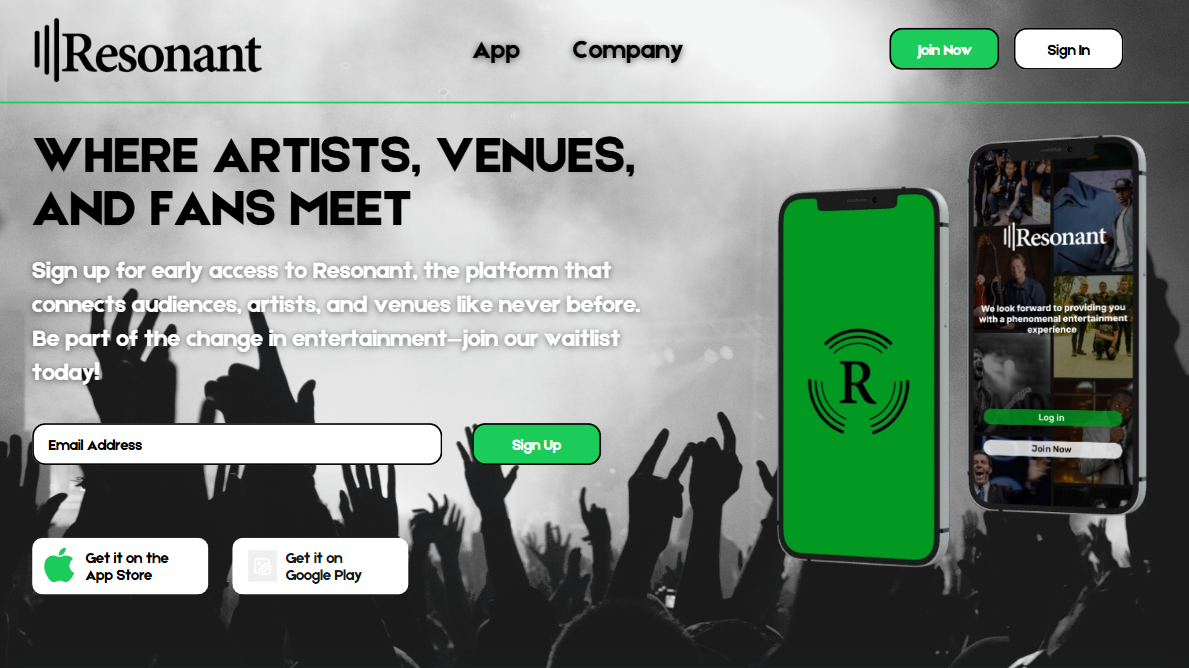 Resonant
App
Company
Join Now
Sign In
WHERE ARTISTS, VENUES,
AND FANS MEET
Sign up for early access to Resonant, the platform that
connects audiences, artists, and venues like never before.
Be part of the change in entertainment—join our waitlist
today!
Email Address
Sign Up
Get it on the
App Store
Get it on
Google Play
R
Resonant
We look forward to providing you
with a phenomenal entertainment
experience
Log in
Join Now